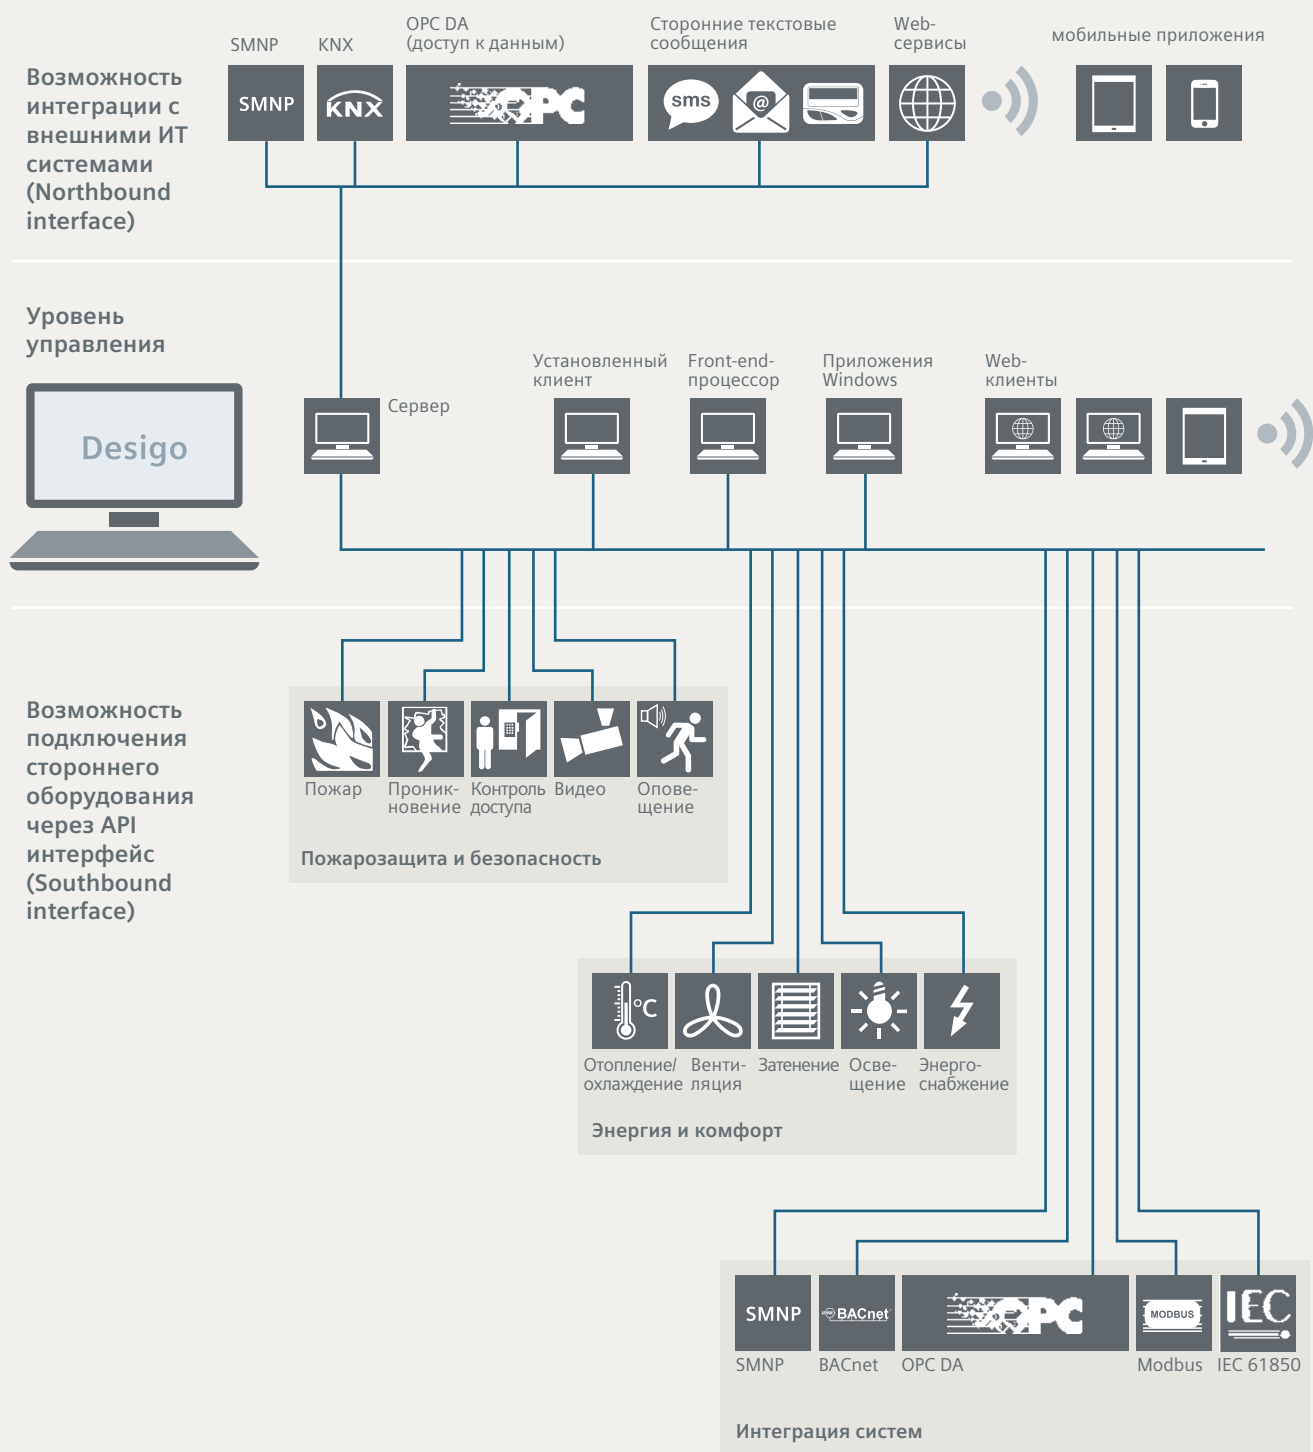 SMNP
KNX
OPC DA
(доступ к данным)
Сторонние текстовые
сообщения
Web-
сервисы
мобильные приложения
Возможность
интеграции с
внешними ИТ
системами
(Northbound
interface)
SMNP
KNX
OPC
sms
@
Уровень
управления
Desigo
Сервер
Установленный
клиент
Front-end-
процессор
Приложения
Windows
Web-
клиенты
Возможность
подключения
стороннего
оборудования
через API
интерфейс
(Southbound
interface)
Пожар
Проник-
новение
Контроль
доступа
Видео
Опове-
щение
Пожарозащита и безопасность
°C
Отопление/
охлаждение
Венти-
ляция
Затенение
Осве-
щение
Энерго-
снабжение
Энергия и комфорт
SMNP
BACnet
OPC
MODBUS
IEC
SMNP
BACnet
OPC DA
Modbus
IEC 61850
Интеграция систем